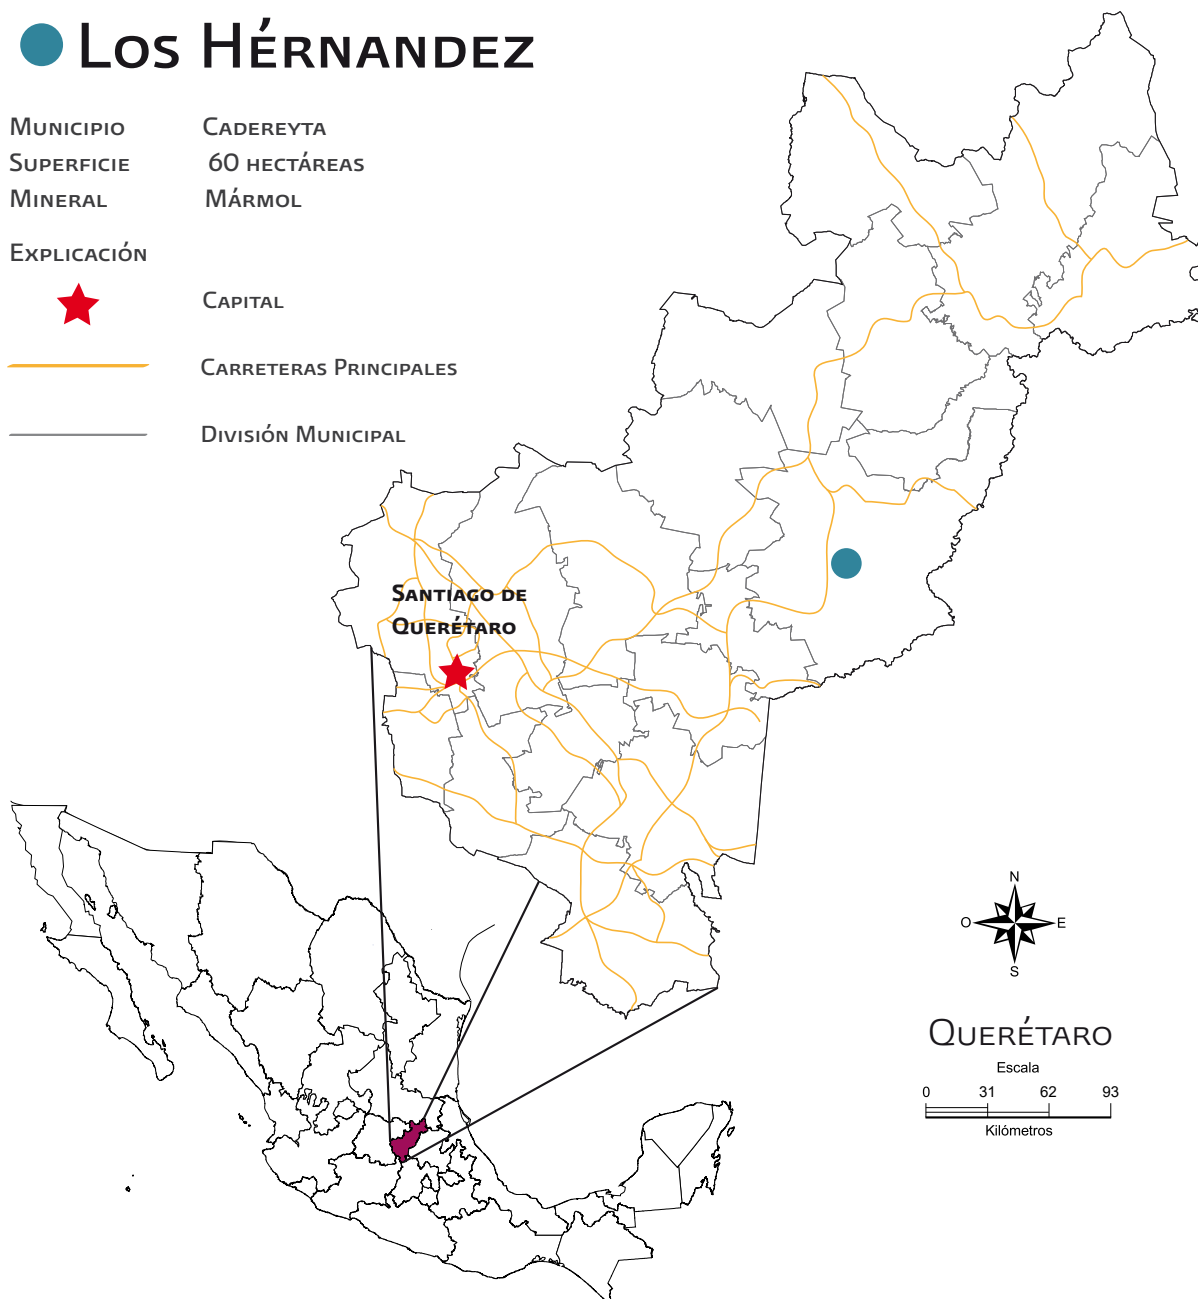 Los Hérnandez
Municipio Cadereyta
Superficie 60 hectáreas
Mineral Mármol
Explicación
Capital
Carreteras Principales
División Municipal
Santiago de
Querétaro
N
O E
S
Querétaro
Escala
0 31 62 93
Kilómetros